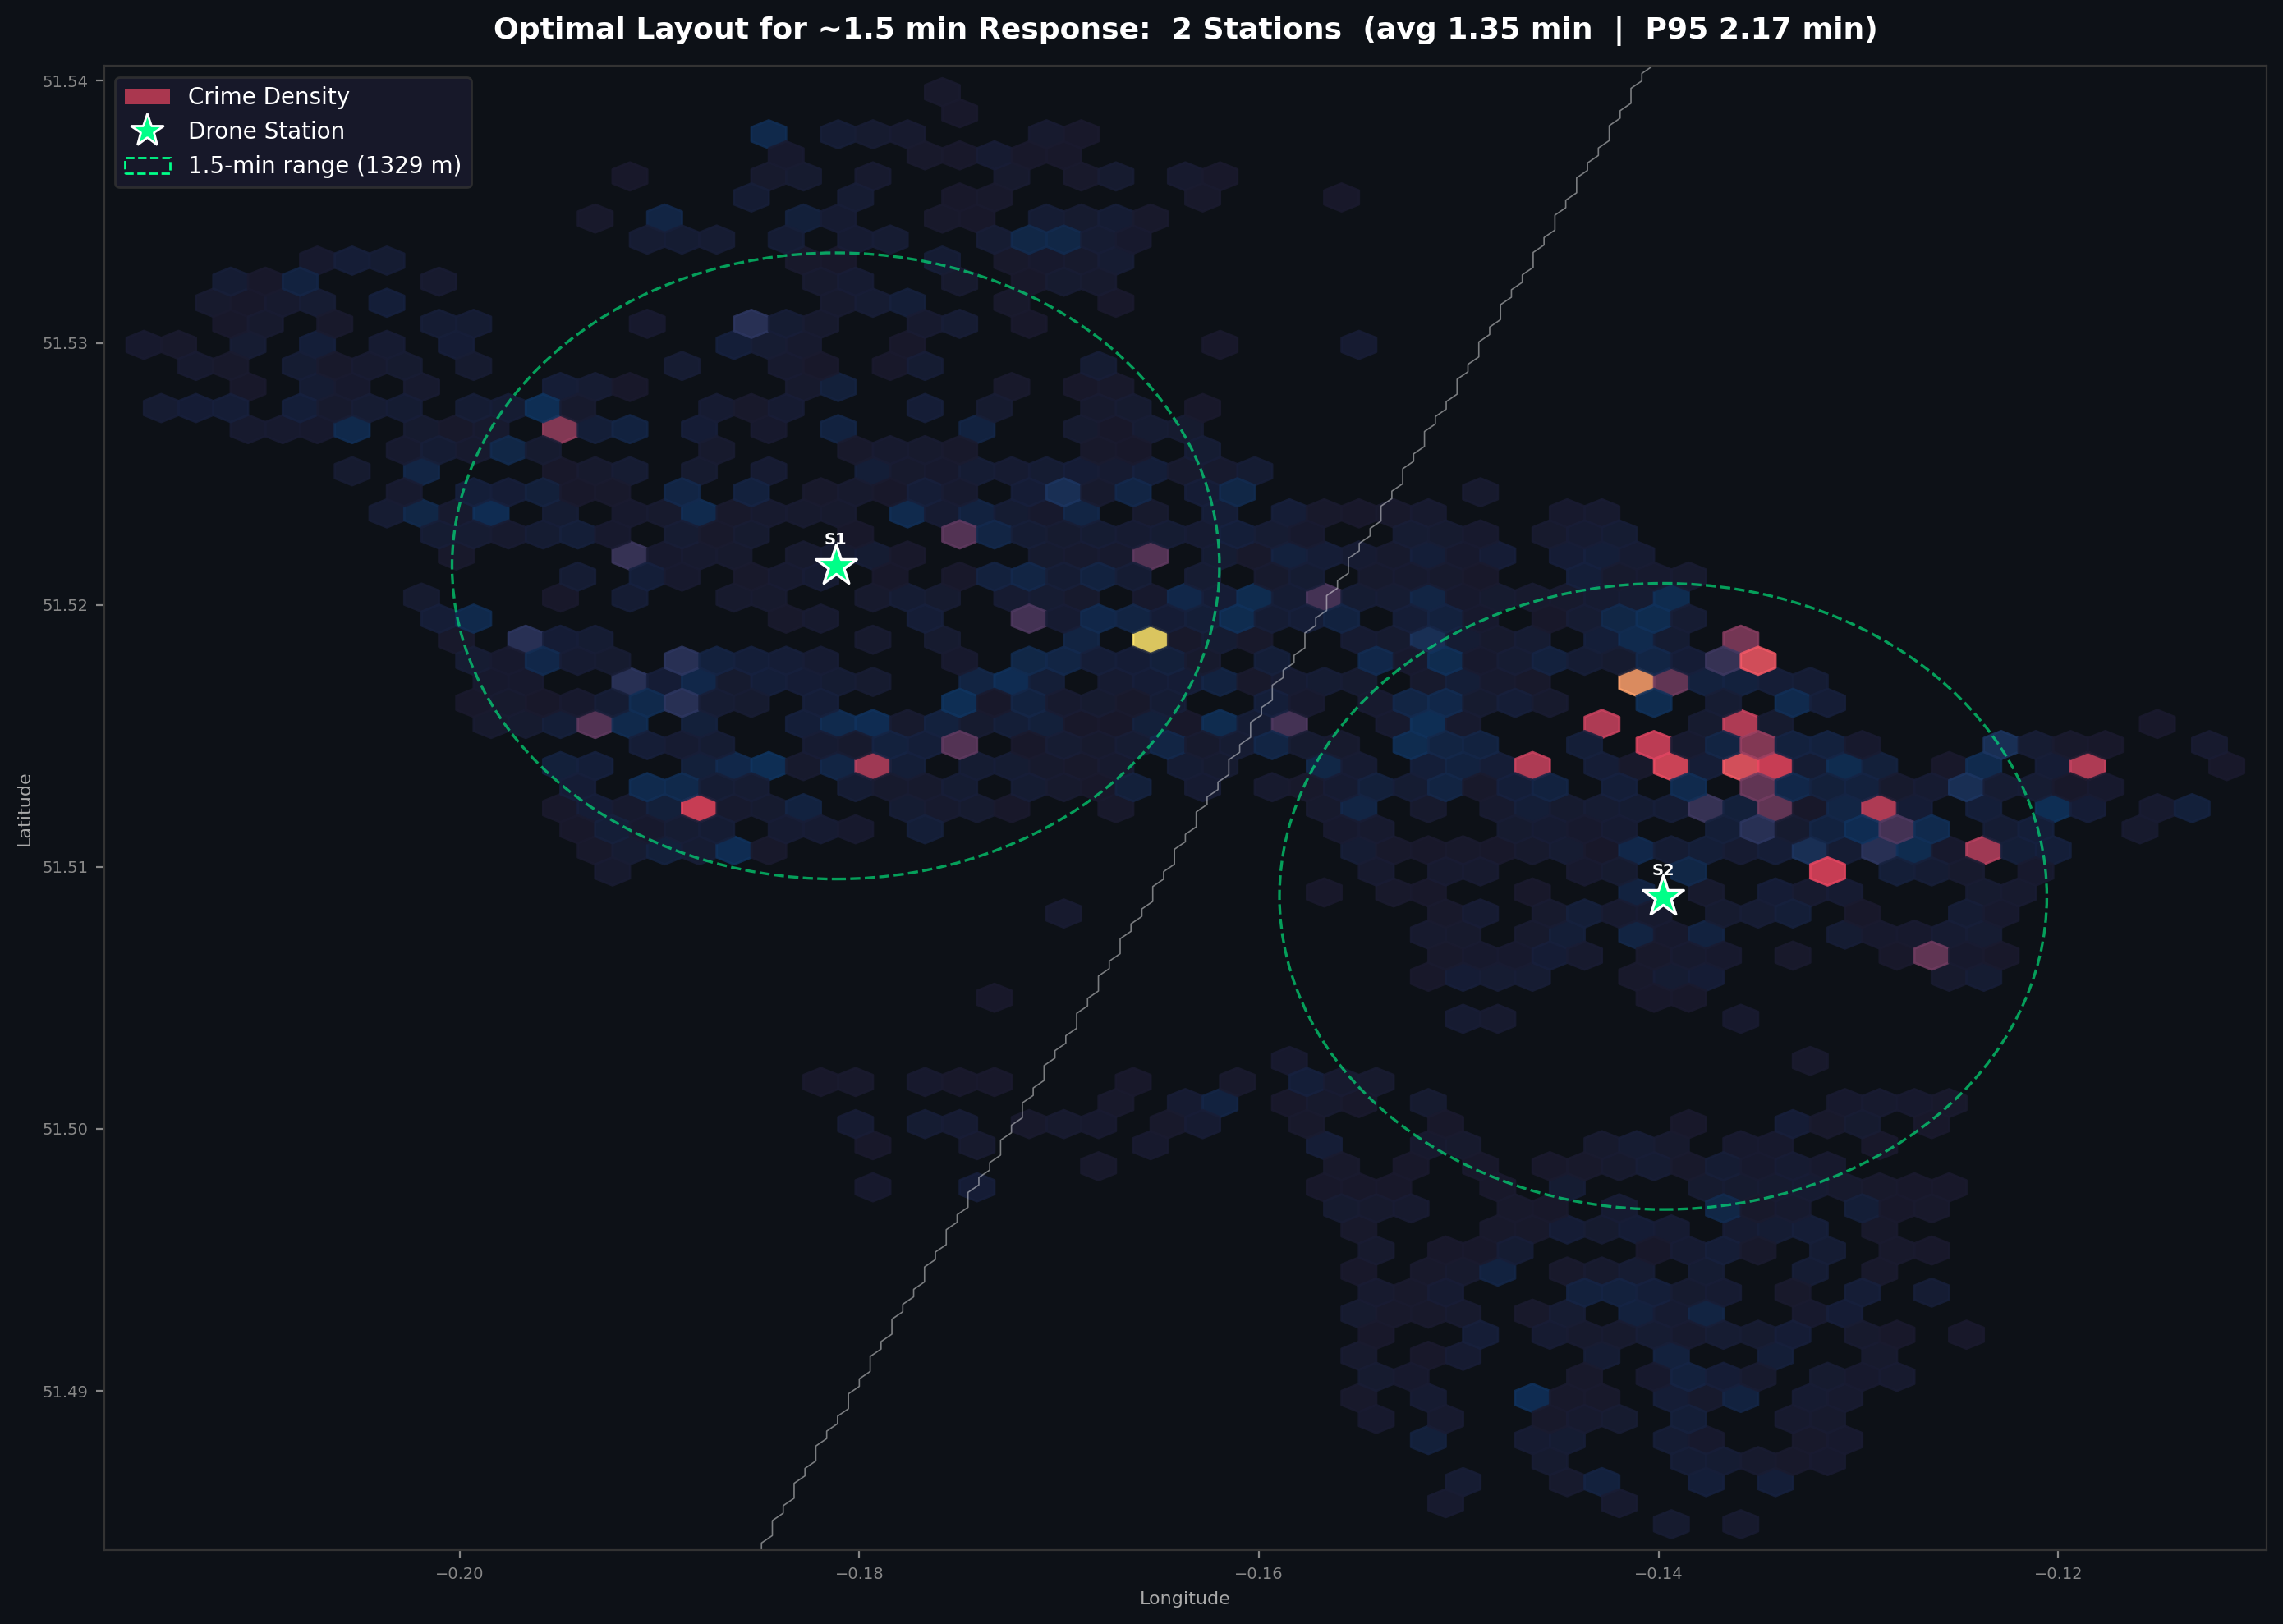 Optimal Layout for ~1.5 min Response:  2 Stations  (avg 1.35 min  |  P95 2.17 min)
Crime Density
Drone Station
1.5-min range (1329 m)
51.54
51.53
51.52
51.51
51.50
51.49
Latitude
S1
S2
−0.20
−0.18
−0.16
−0.14
−0.12
Longitude